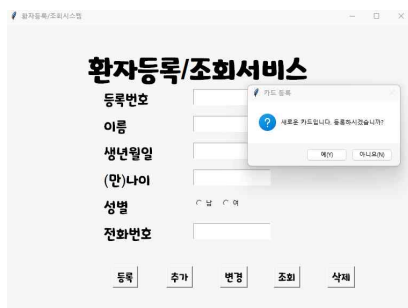 환자등록/조회시스템
환자등록/조회서비스
등록번호
카드 등록
이름
새로운 카드입니다. 등록하시겠습니까?
생년월일
예(Y) 아니요(N)
(만)나이
성별 남 여
전화번호
등록 추가 변경 조회 삭제